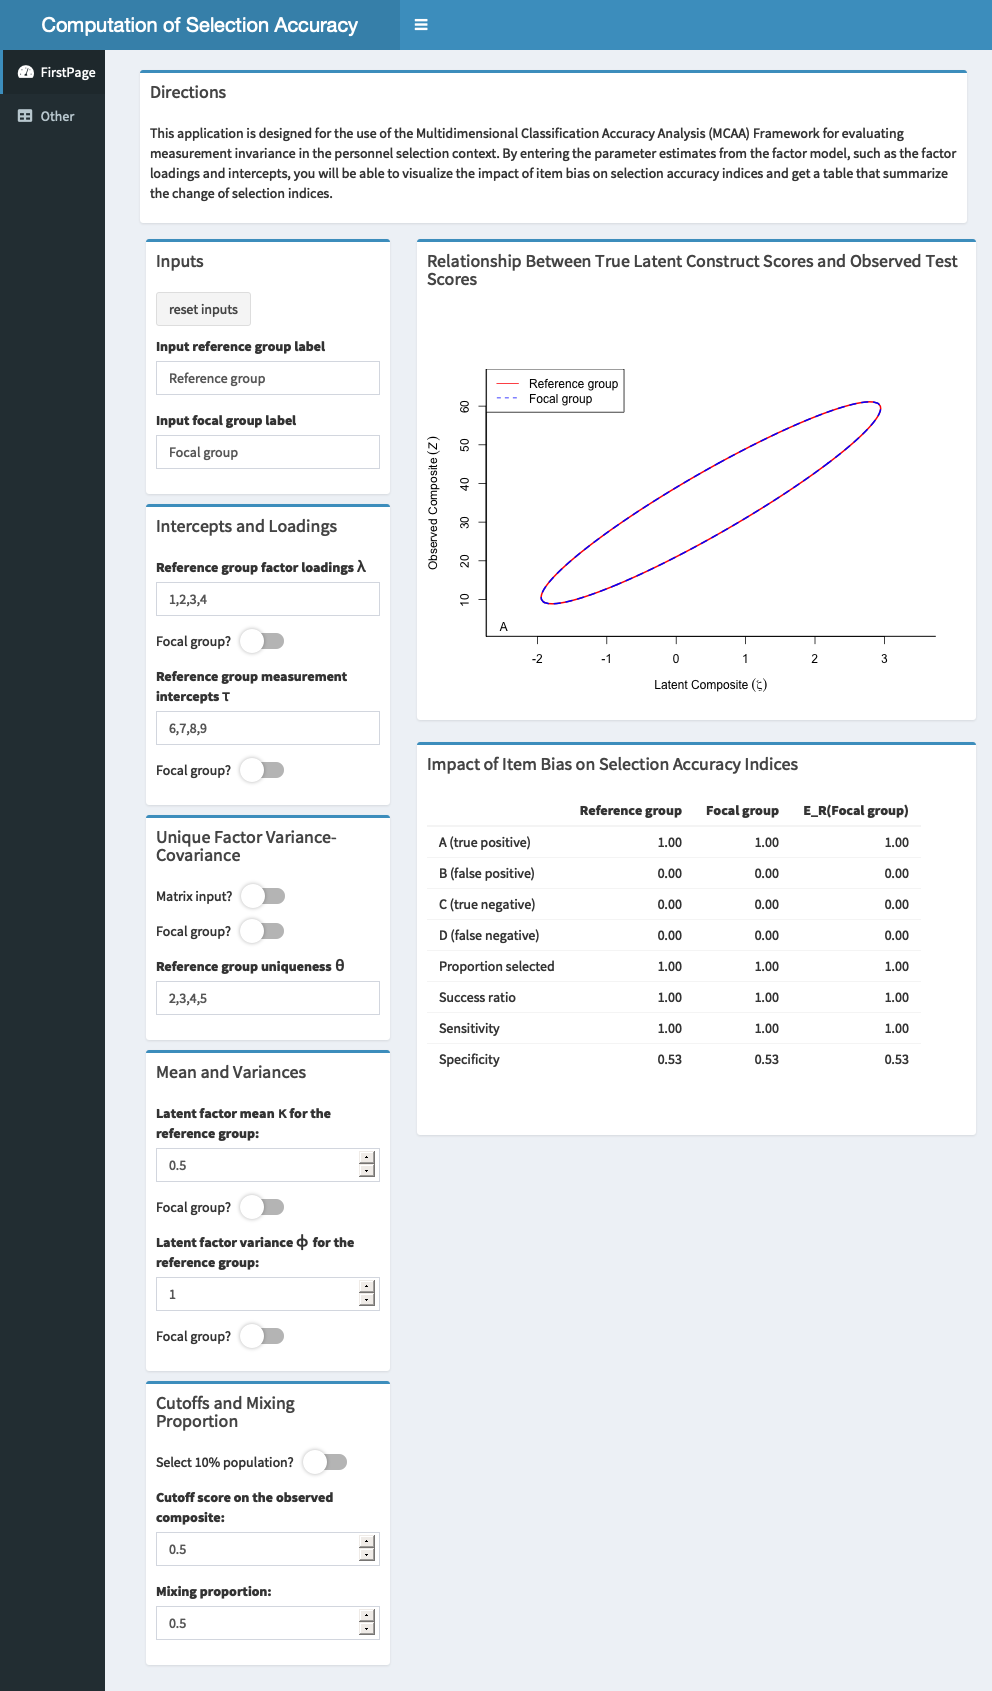 Computation of Selection Accuracy
FirstPage
Other
Directions
This application is designed for the use of the Multidimensional Classification Accuracy Analysis (MCAA) Framework for evaluating
measurement invariance in the personnel selection context. By entering the parameter estimates from the factor model, such as the factor
loadings and intercepts, you will be able to visualize the impact of item bias on selection accuracy indices and get a table that summarize
the change of selection indices.
Inputs
reset inputs
Input reference group label
Reference group
Input focal group label
Focal group
Intercepts and Loadings
Reference group factor loadings λ
1,2,3,4
Focal group?
Reference group measurement
intercepts τ
6,7,8,9
Focal group?
Unique Factor Variance-
Covariance
Matrix input?
Focal group?
Reference group uniqueness θ
2,3,4,5
Mean and Variances
Latent factor mean κ for the
reference group:
0.5
Focal group?
Latent factor variance ϕ for the
reference group:
1
Focal group?
Cutoffs and Mixing
Proportion
Select 10% population?
Cutoff score on the observed
composite:
0.5
Mixing proportion:
0.5
Relationship Between True Latent Construct Scores and Observed Test
Scores
Reference group
Focal group
Observed Composite (Z)
60
50
40
30
20
10
A
-2 -1 0 1 2 3
Latent Composite (ζ)
Impact of Item Bias on Selection Accuracy Indices
Reference group Focal group E_R(Focal group)
A (true positive) 1.00 1.00 1.00
B (false positive) 0.00 0.00 0.00
C (true negative) 0.00 0.00 0.00
D (false negative) 0.00 0.00 0.00
Proportion selected 1.00 1.00 1.00
Success ratio 1.00 1.00 1.00
Sensitivity 1.00 1.00 1.00
Specificity 0.53 0.53 0.53